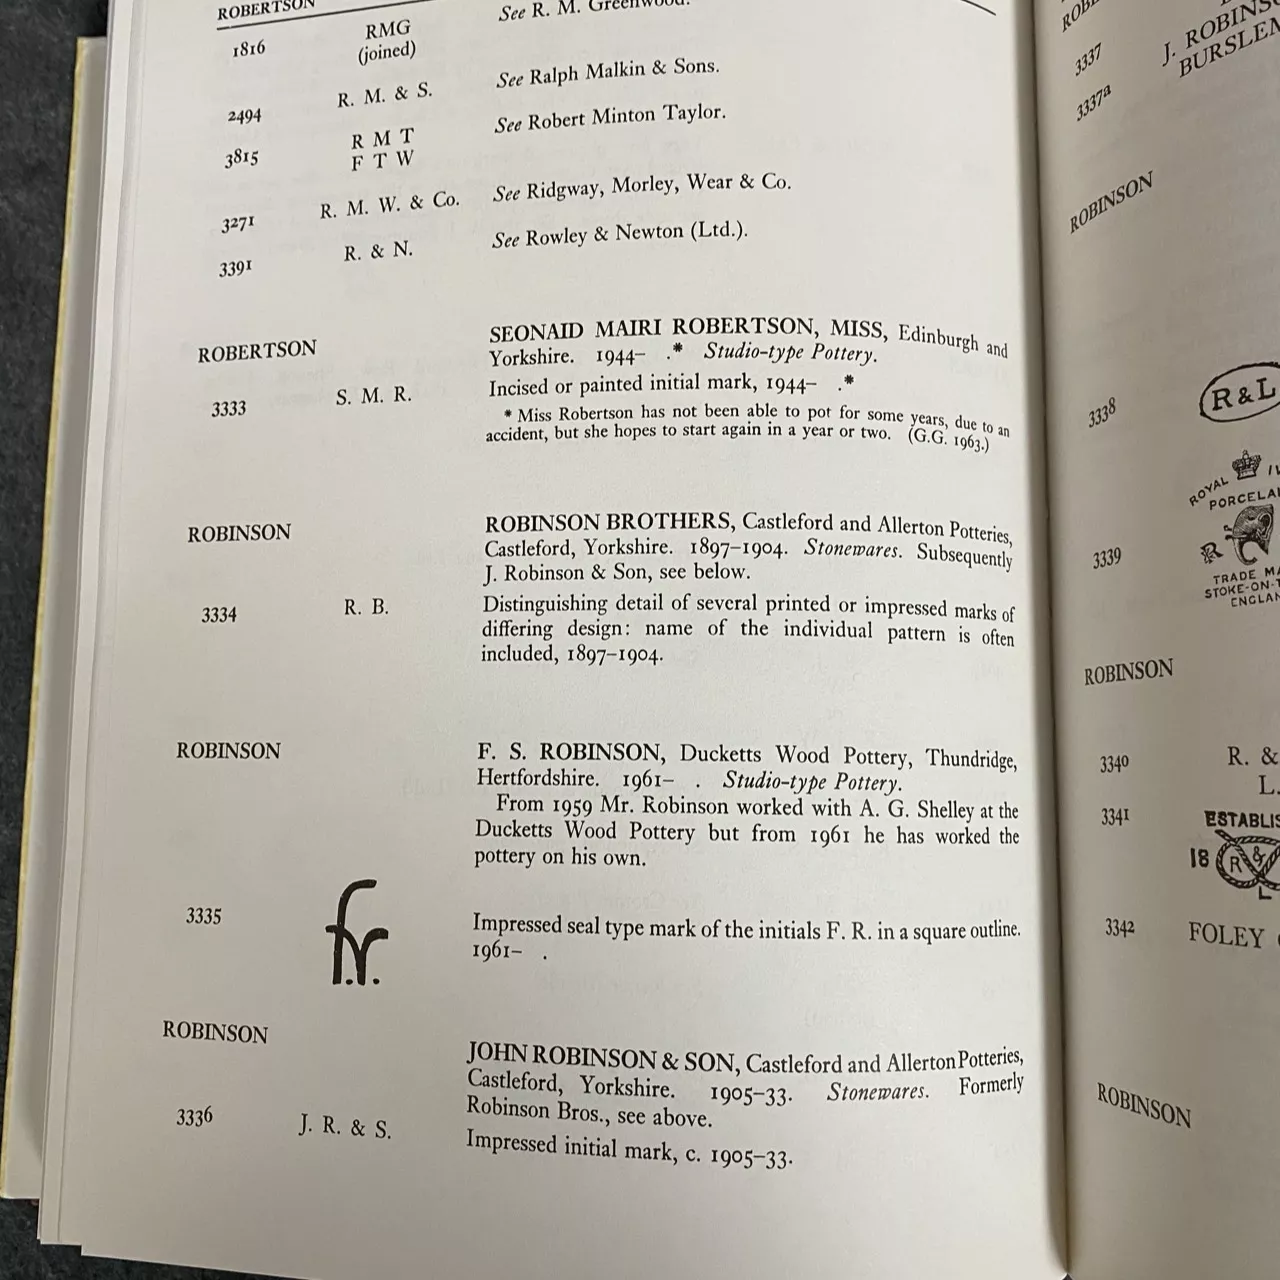 ROBERTSON
1816 RMG See R. M. Greenwood.
(joined)
2494 R. M. & S. See Ralph Malkin & Sons.
3815 R M T See Robert Minton Taylor.
F T W
3271 R. M. W. & Co. See Ridgway, Morley, Wear & Co.
3391 R. & N. See Rowley & Newton (Ltd.).
ROBERTSON SEONAID MAIRI ROBERTSON, MISS, Edinburgh and
Yorkshire. 1944– .* Studio-type Pottery.
3333 S. M. R. Incised or painted initial mark, 1944– .*
* Miss Robertson has not been able to pot for some years, due to an
accident, but she hopes to start again in a year or two. (G.G. 1963.)
ROBINSON ROBINSON BROTHERS, Castleford and Allerton Potteries,
Castleford, Yorkshire. 1897–1904. Stonewares. Subsequently
J. Robinson & Son, see below.
3334 R. B. Distinguishing detail of several printed or impressed marks of
differing design: name of the individual pattern is often
included, 1897–1904.
ROBINSON F. S. ROBINSON, Ducketts Wood Pottery, Thundridge,
Hertfordshire. 1961– . Studio-type Pottery.
From 1959 Mr. Robinson worked with A. G. Shelley at the
Ducketts Wood Pottery but from 1961 he has worked the
pottery on his own.
3335 fr. Impressed seal type mark of the initials F. R. in a square outline.
1961– .
ROBINSON JOHN ROBINSON & SON, Castleford and Allerton Potteries,
Castleford, Yorkshire. 1905–33. Stonewares. Formerly
Robinson Bros., see above.
3336 J. R. & S. Impressed initial mark, c. 1905–33.
3337 J.
3337a
ROBINSON
3338 R & L
3339 ROYAL
R
TRADE
STOKE-ON-
ROBINSON
3340 R. &
L.
3341
18 R &
L
3342 FOLEY
ROBINSON